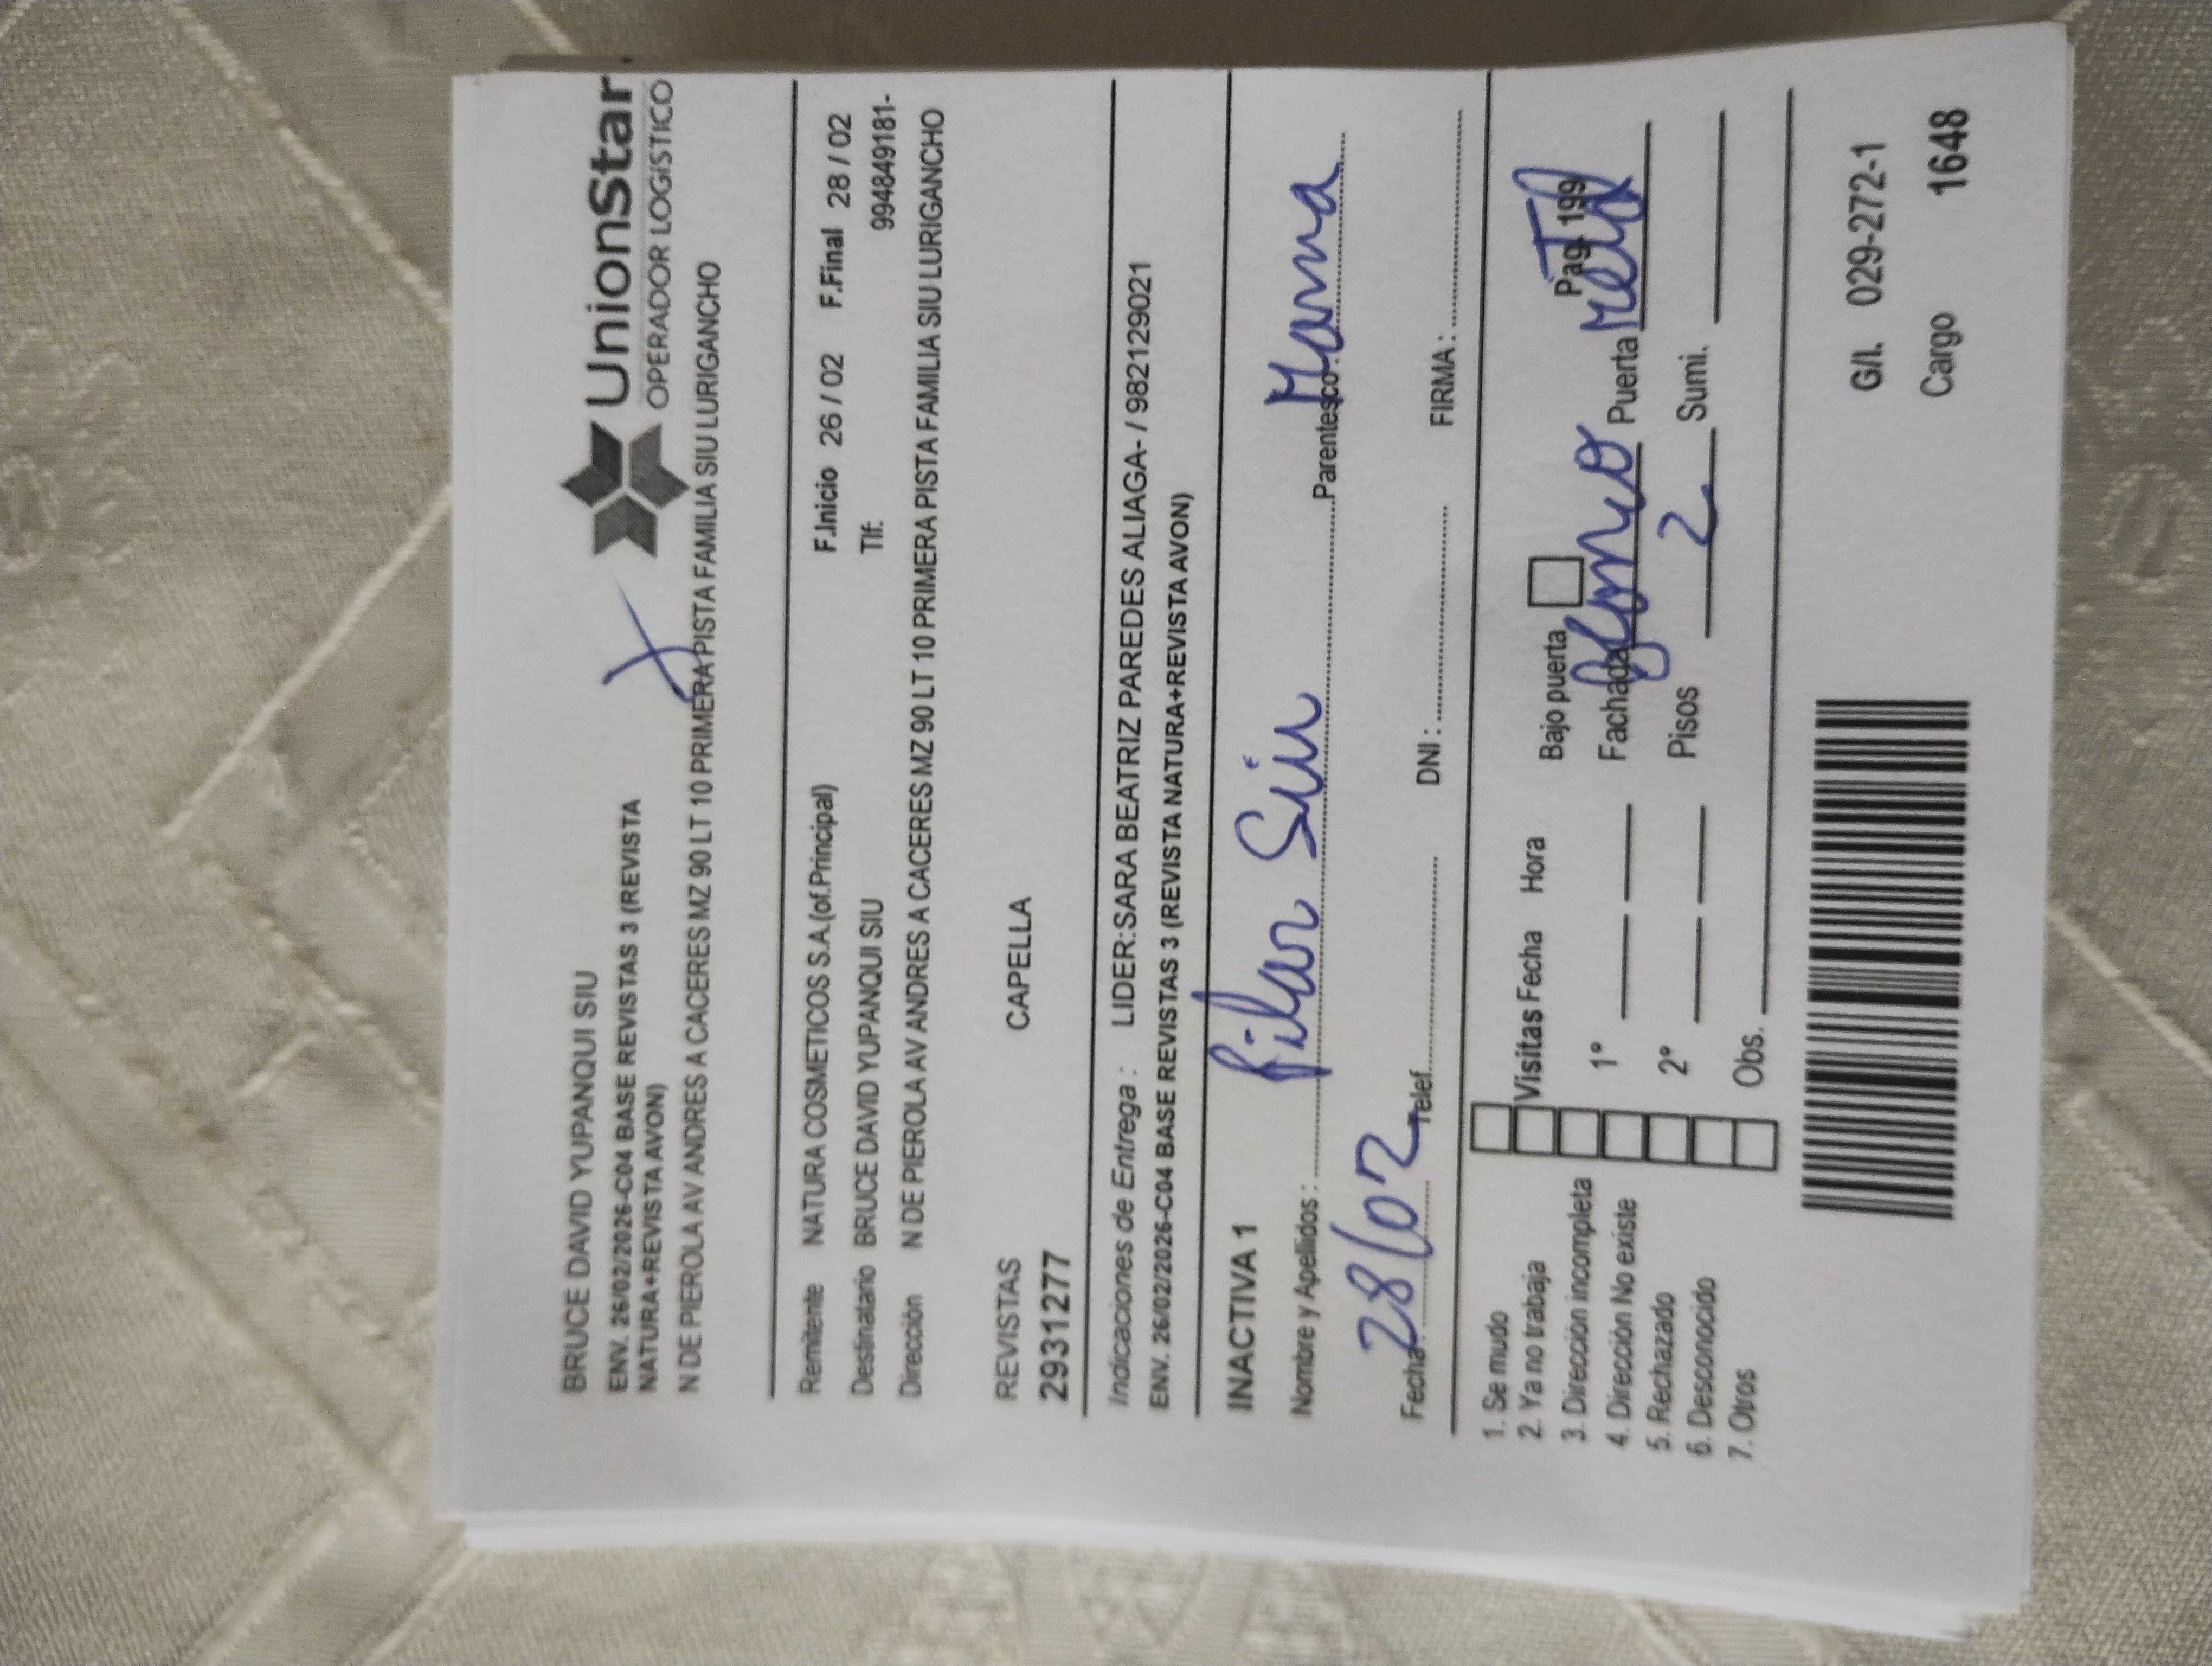 BRUCE DAVID YUPANQUI SIU
UnionStar
OPERADOR LOGISTICO
ENV. 26/02/2026-C04 BASE REVISTAS 3 (REVISTA
NATURA+REVISTA AVON)
N DE PIEROLA AV ANDRES A CACERES MZ 90 LT 10 PRIMERA PISTA FAMILIA SIU LURIGANCHO
Remitente NATURA COSMETICOS S.A.(of.Principal) F.Inicio 26 / 02 F.Final 28 / 02
Destinatario BRUCE DAVID YUPANQUI SIU Tlf. 994849181-
Dirección N DE PIEROLA AV ANDRES A CACERES MZ 90 LT 10 PRIMERA PISTA FAMILIA SIU LURIGANCHO
REVISTAS CAPELLA
2931277
Indicaciones de Entrega : LIDER:SARA BEATRIZ PAREDES ALIAGA- / 982129021
ENV. 26/02/2026-C04 BASE REVISTAS 3 (REVISTA NATURA+REVISTA AVON)
INACTIVA 1
Nombre y Apellidos : Pilar Siu Parentesco : Mama
Fecha 28/02 Telef. DNI : FIRMA :
1. Se mudo
2. Ya no trabaja Visitas Fecha Hora Bajo puerta Pag. 199
3. Dirección incompleta
4. Dirección No existe 1º Fachada Puerta
5. Rechazado 2º Pisos 2 Sumi.
6. Desconocido
7. Otros Obs.
G/I. 029-272-1
Cargo 1648